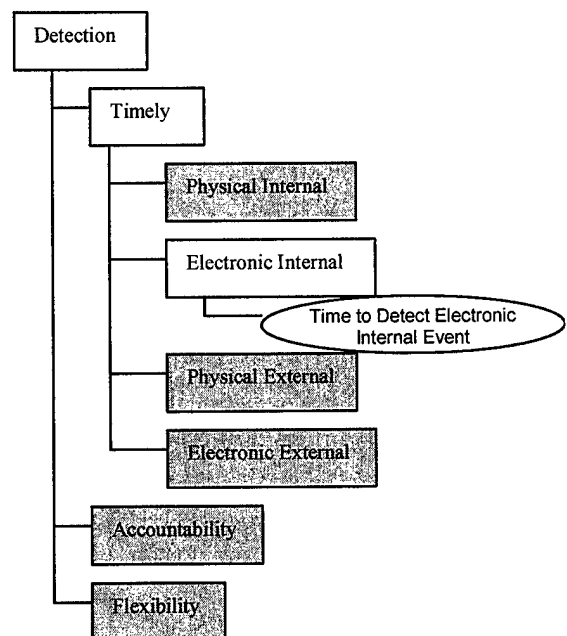 Detection
Timely
Physical Internal
Electronic Internal
Time to Detect Electronic
Internal Event
Physical External
Electronic External
Accountability
Flexibility